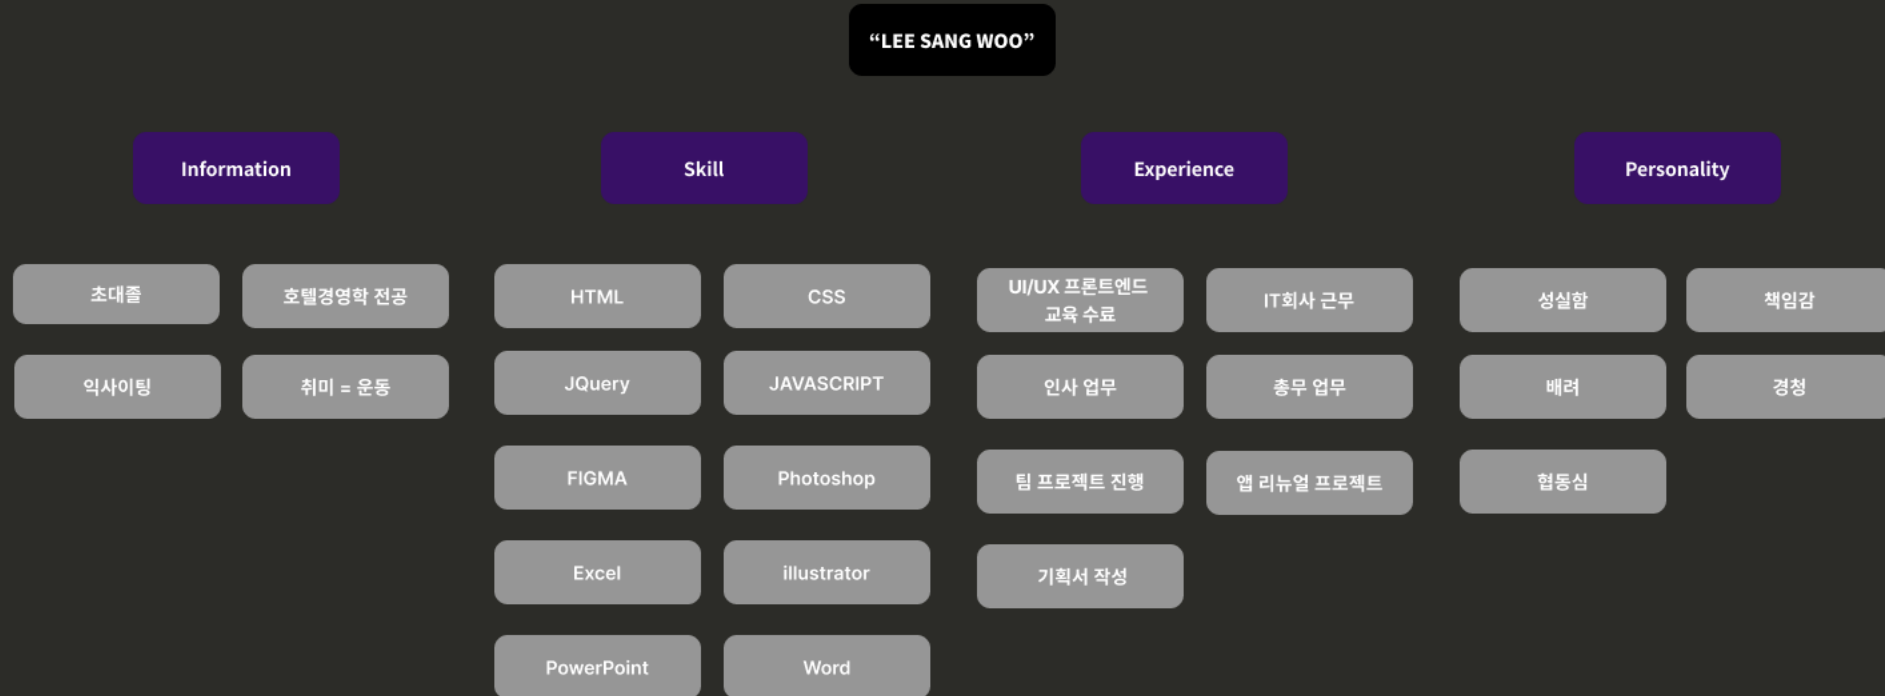 “LEE SANG WOO”
Information
Skill
Experience
Personality
초대졸
호텔경영학 전공
익사이팅
취미 = 운동
HTML
CSS
JQuery
JAVASCRIPT
FIGMA
Photoshop
Excel
illustrator
PowerPoint
Word
UI/UX 프론트엔드
교육 수료
IT회사 근무
인사 업무
총무 업무
팀 프로젝트 진행
앱 리뉴얼 프로젝트
기획서 작성
성실함
책임감
배려
경청
협동심